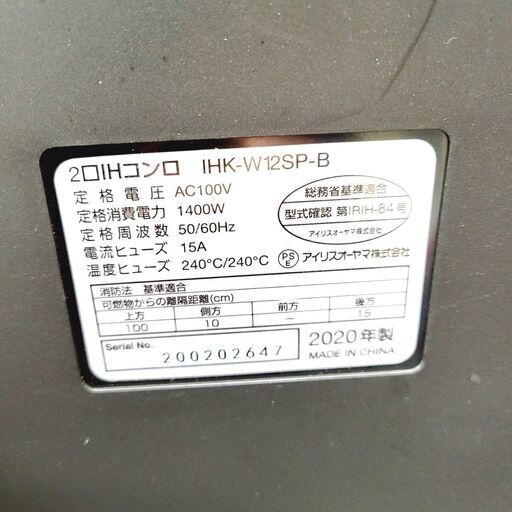 2口IHコンロ IHK-W12SP-B
定格電圧 AC100V
定格消費電力 1400W
定格周波数 50/60Hz
電流ヒューズ 15A
温度ヒューズ 240°C/240°C
総務省基準適合
型式確認 第IRIH-84号
アイリスオーヤマ株式会社
PSE アイリスオーヤマ株式会社
消防法 基準適合
可燃物からの離隔距離(cm)
上方 側方 前方 後方
100 10 — 15
Serial No. 200202647
2020年製
MADE IN CHINA